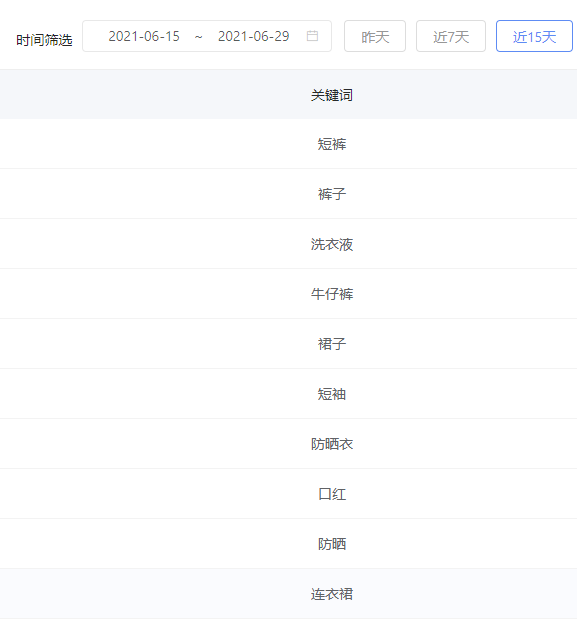 时间筛选 2021-06-15 ~ 2021-06-29 昨天 近7天 近15天
关键词
短裤
裤子
洗衣液
牛仔裤
裙子
短袖
防晒衣
口红
防晒
连衣裙